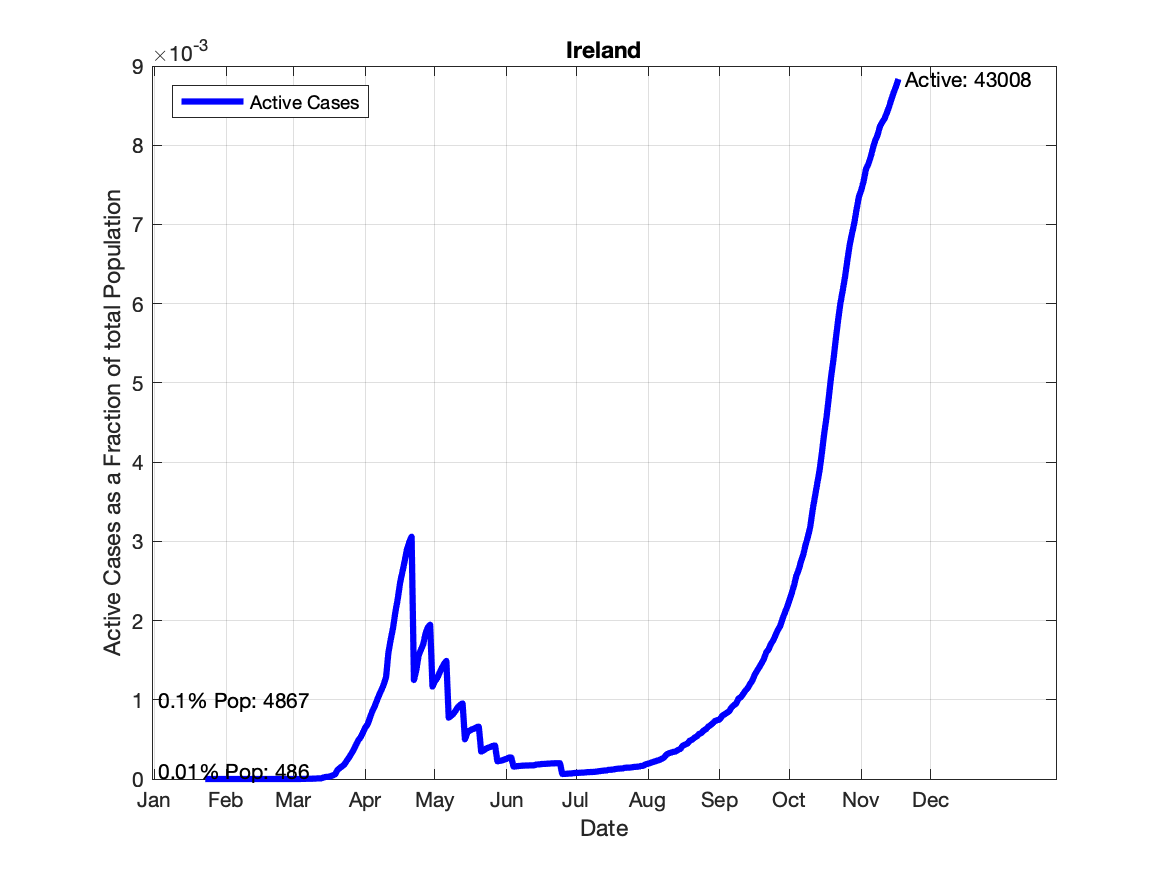 Ireland
×10-3
9
Active Cases
Active: 43008
8
7
6
5
4
3
2
1
0.1% Pop: 4867
0.01% Pop: 486
0
Jan Feb Mar Apr May Jun Jul Aug Sep Oct Nov Dec
Date
Active Cases as a Fraction of total Population